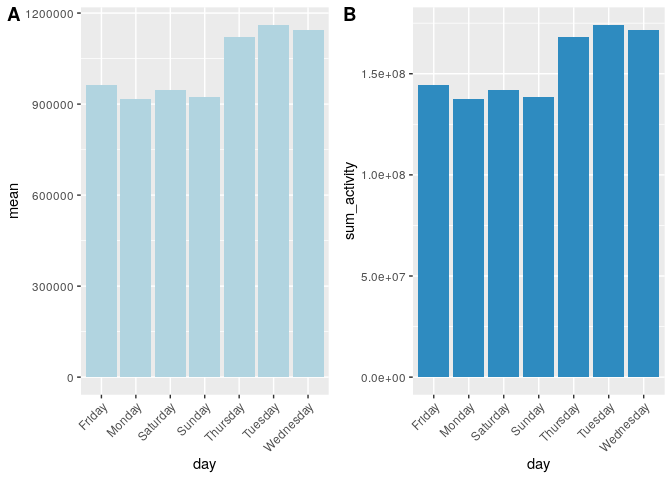 A
1200000
900000
600000
300000
0
mean
Friday
Monday
Saturday
Sunday
Thursday
Tuesday
Wednesday
day
B
1.5e+08
1.0e+08
5.0e+07
0.0e+00
sum_activity
Friday
Monday
Saturday
Sunday
Thursday
Tuesday
Wednesday
day